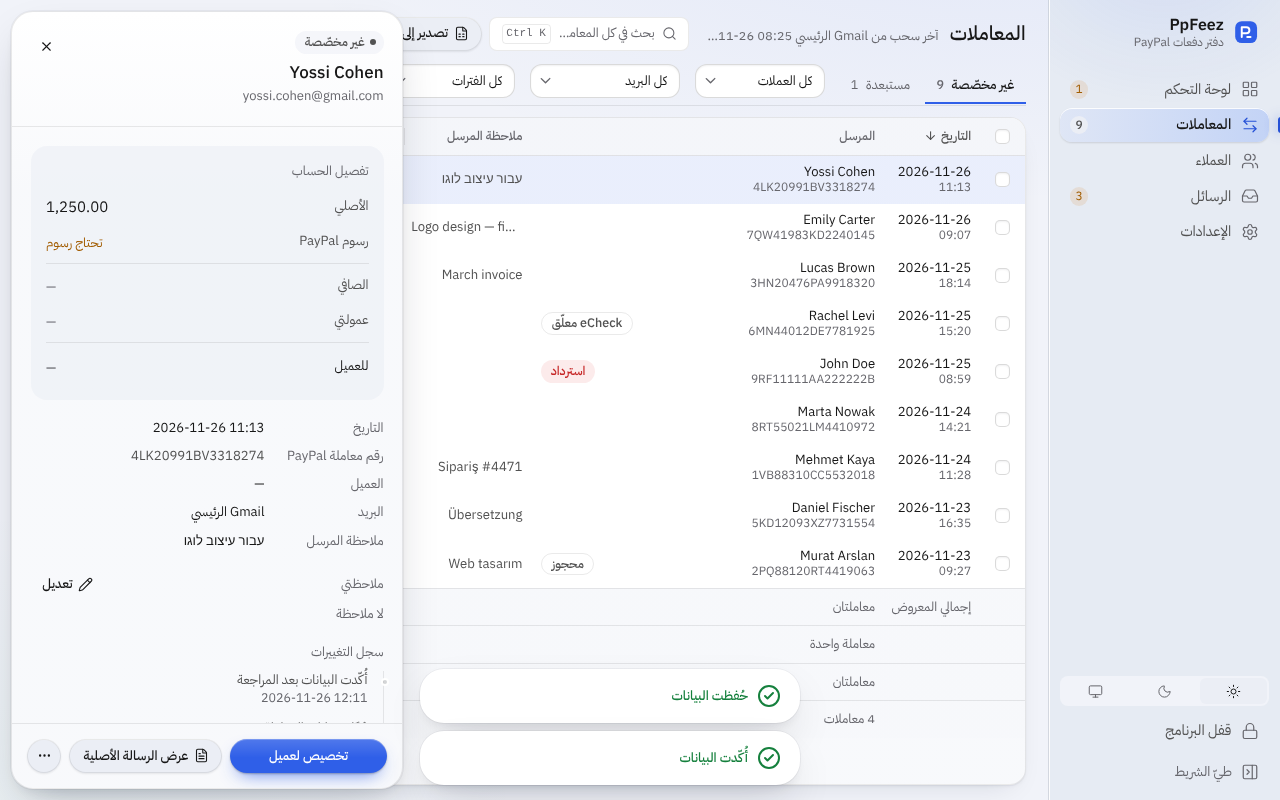 PpFeez
دفتر دفعات PayPal
لوحة التحكم 1
المعاملات 9
العملاء
الرسائل 3
الإعدادات
قفل البرنامج
طيّ الشريط
المعاملات
آخر سحب من Gmail الرئيسي 08:25 11-26...
بحث في كل المعام... Ctrl K
تصدير إلى
غير مخصّصة 9
مستبعدة 1
كل العملات
كل البريد
كل الفترات
التاريخ
المرسل
ملاحظة المرسل
2026-11-26 Yossi Cohen עבור עיצוב לוגו
11:13 4LK20991BV3318274
2026-11-26 Emily Carter Logo design — fi...
09:07 7QW41983KD2240145
2026-11-25 Lucas Brown March invoice
18:14 3HN20476PA9918320
2026-11-25 Rachel Levi eCheck معلّق
15:20 6MN44012DE7781925
2026-11-25 John Doe استرداد
08:59 9RF11111AA222222B
2026-11-24 Marta Nowak
14:21 8RT55021LM4410972
2026-11-24 Mehmet Kaya Sipariş #4471
11:28 1VB88310CC5532018
2026-11-23 Daniel Fischer Übersetzung
16:35 5KD12093XZ7731554
2026-11-23 Murat Arslan محجوز Web tasarım
09:27 2PQ88120RT4419063
إجمالي المعروض معاملتان
معاملة واحدة
معاملتان
4 معاملات
حُفظت البيانات
أُكّدت البيانات
غير مخصّصة
Yossi Cohen
yossi.cohen@gmail.com
تفصيل الحساب
الأصلي 1,250.00
رسوم PayPal تحتاج رسوم
الصافي —
عمولتي —
للعميل —
التاريخ 2026-11-26 11:13
رقم معاملة PayPal 4LK20991BV3318274
العميل —
البريد Gmail الرئيسي
ملاحظة المرسل עבור עיצוב לוגו
ملاحظتي تعديل
لا ملاحظة
سجل التغييرات
أُكّدت البيانات بعد المراجعة
2026-11-26 12:11
تخصيص لعميل
عرض الرسالة الأصلية